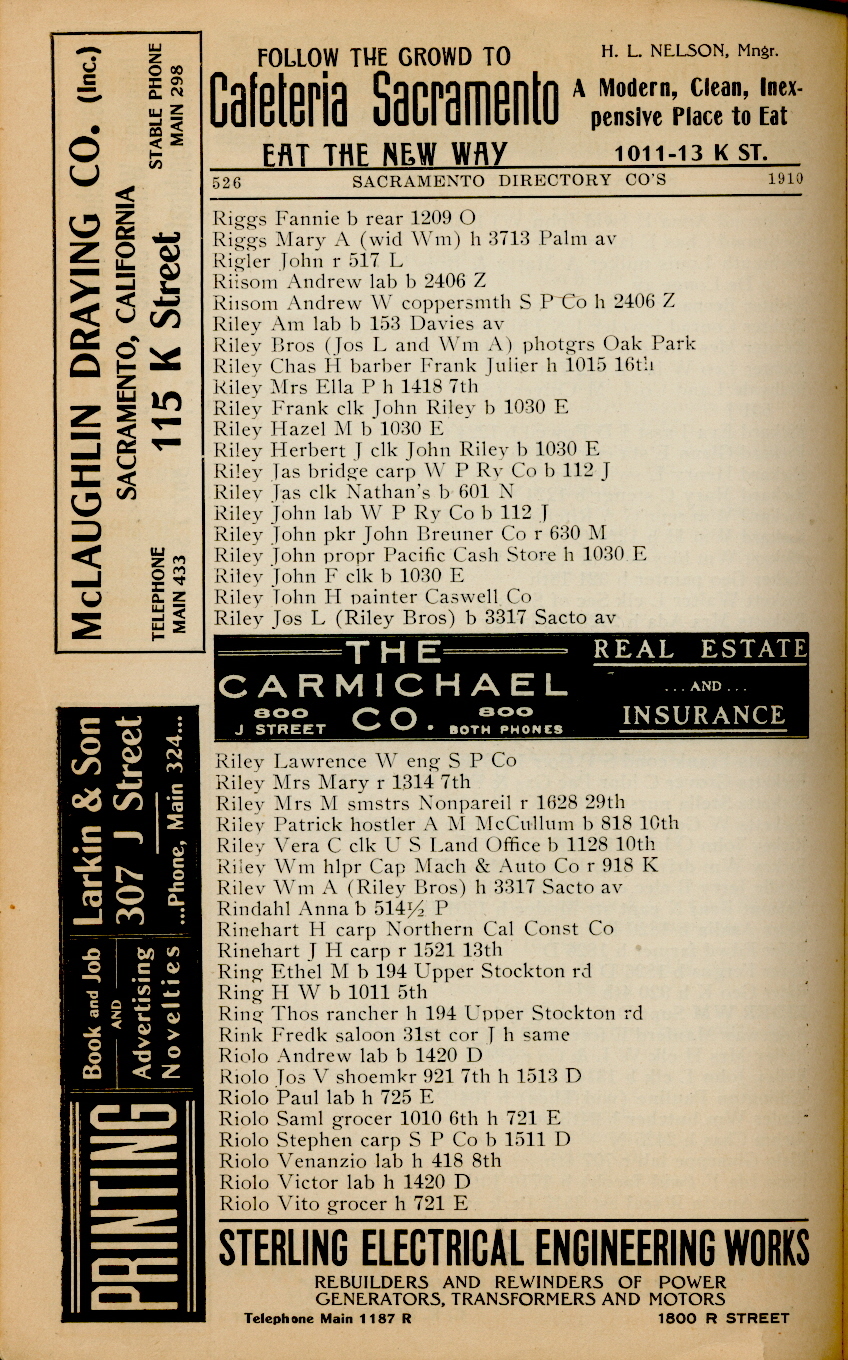 FOLLOW THE CROWD TO
Cafeteria Sacramento
EAT THE NEW WAY
H. L. NELSON, Mngr.
A Modern, Clean, Inex-
pensive Place to Eat
1011-13 K ST.
526 SACRAMENTO DIRECTORY CO'S 1910
McLAUGHLIN DRAYING CO. (Inc.)
SACRAMENTO, CALIFORNIA
TELEPHONE
MAIN 433
115 K Street
STABLE PHONE
MAIN 298
Riggs Fannie b rear 1209 O
Riggs Mary A (wid Wm) h 3713 Palm av
Rigler John r 517 L
Riisom Andrew lab b 2406 Z
Riisom Andrew W coppersmth S P Co h 2406 Z
Riley Am lab b 153 Davies av
Riley Bros (Jos L and Wm A) photgrs Oak Park
Riley Chas H barber Frank Julier h 1015 16th
Riley Mrs Ella P h 1418 7th
Riley Frank clk John Riley b 1030 E
Riley Hazel M b 1030 E
Riley Herbert J clk John Riley b 1030 E
Riley Jas bridge carp W P Ry Co b 112 J
Riley Jas clk Nathan's b 601 N
Riley John lab W P Ry Co b 112 J
Riley John pkr John Breuner Co r 630 M
Riley John propr Pacific Cash Store h 1030 E
Riley John F clk b 1030 E
Riley John H painter Caswell Co
Riley Jos L (Riley Bros) b 3317 Sacto av
THE
CARMICHAEL
CO.
800
J STREET
800
BOTH PHONES
REAL ESTATE
...AND...
INSURANCE
Riley Lawrence W eng S P Co
Riley Mrs Mary r 1314 7th
Riley Mrs M smstrs Nonpareil r 1628 29th
Riley Patrick hostler A M McCullum b 818 10th
Riley Vera C clk U S Land Office b 1128 10th
Riley Wm hlpr Cap Mach & Auto Co r 918 K
Riley Wm A (Riley Bros) h 3317 Sacto av
Rindahl Anna b 514½ P
Rinehart H carp Northern Cal Const Co
Rinehart J H carp r 1521 13th
Ring Ethel M b 194 Upper Stockton rd
Ring H W b 1011 5th
Ring Thos rancher h 194 Upper Stockton rd
Rink Fredk saloon 31st cor J h same
Riolo Andrew lab b 1420 D
Riolo Jos V shoemkr 921 7th h 1513 D
Riolo Paul lab h 725 E
Riolo Saml grocer 1010 6th h 721 E
Riolo Stephen carp S P Co b 1511 D
Riolo Venanzio lab h 418 8th
Riolo Victor lab h 1420 D
Riolo Vito grocer h 721 E
PRINTING
Book and Job
AND
Advertising
Novelties
Larkin & Son
307 J Street
...Phone, Main 324...
STERLING ELECTRICAL ENGINEERING WORKS
REBUILDERS AND REWINDERS OF POWER
GENERATORS, TRANSFORMERS AND MOTORS
Telephone Main 1187 R 1800 R STREET